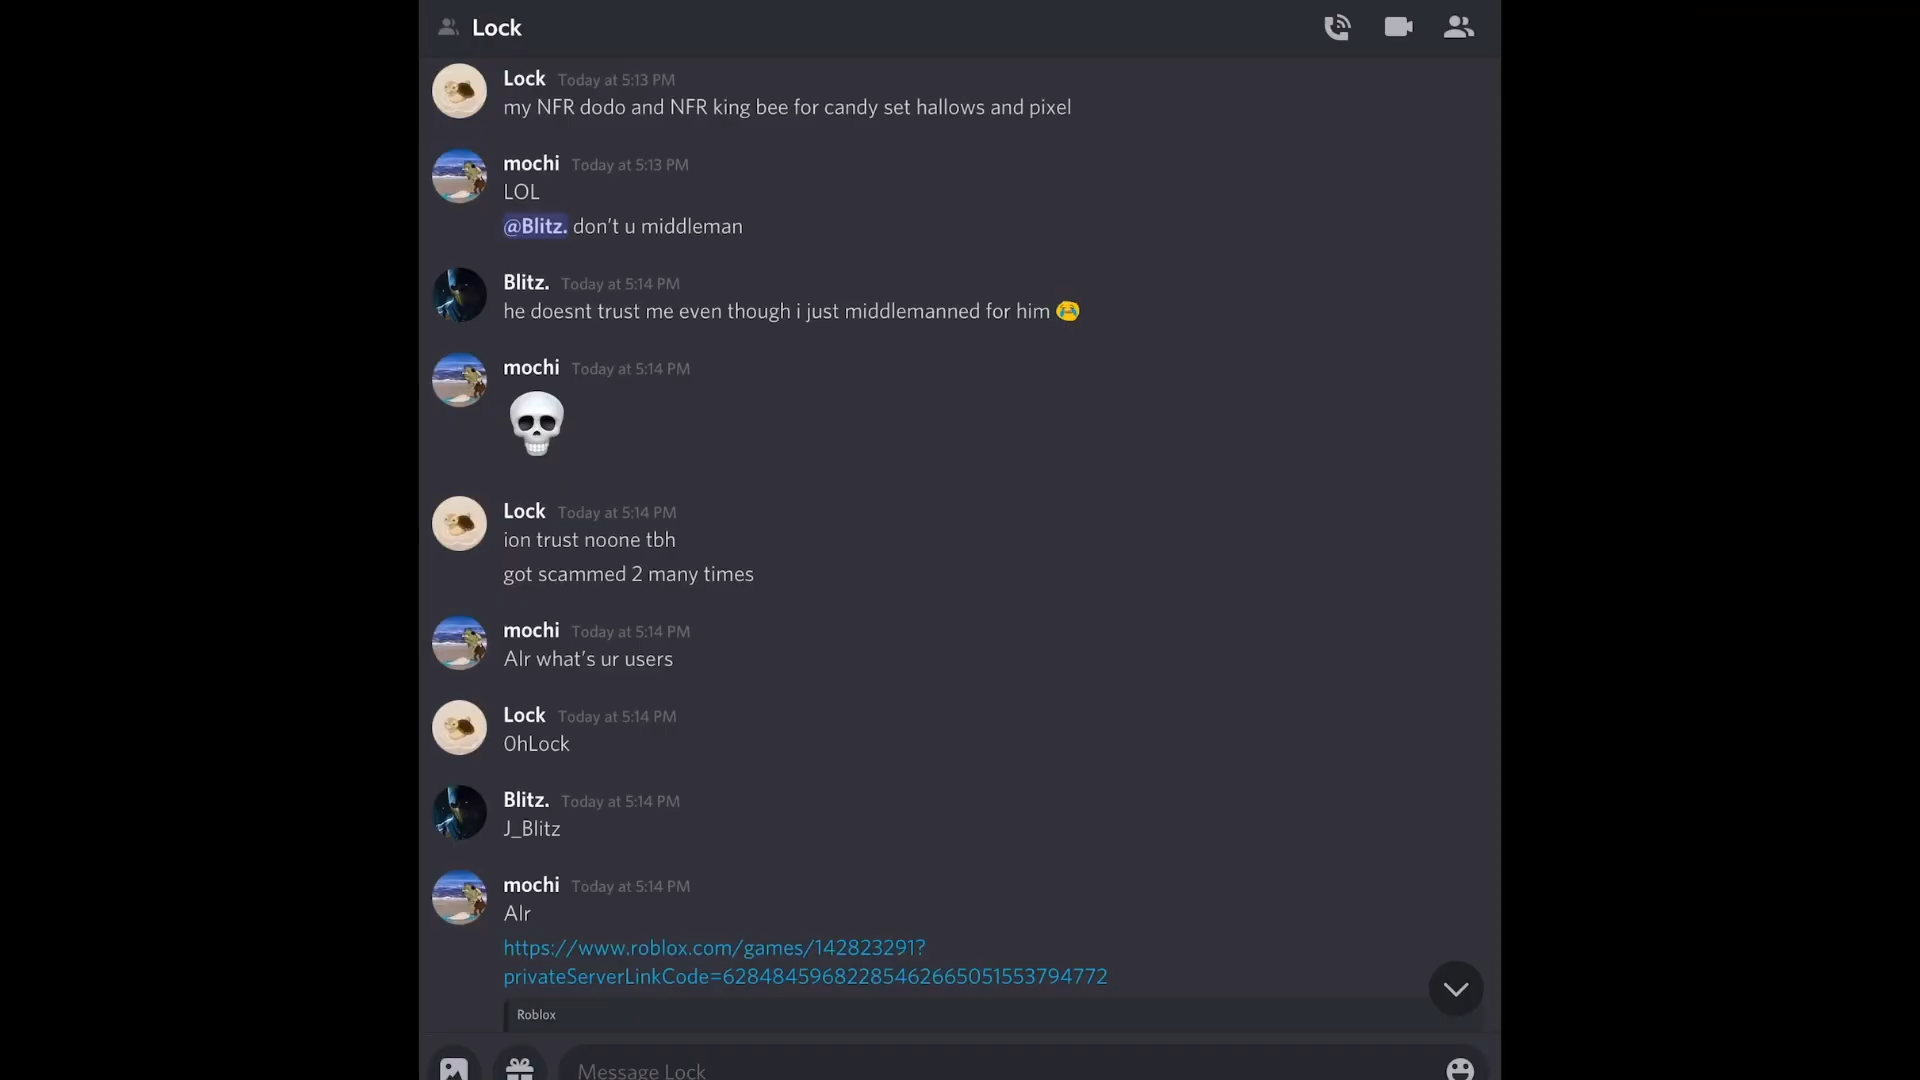 Lock
Lock Today at 5:13 PM
my NFR dodo and NFR king bee for candy set hallows and pixel
mochi Today at 5:13 PM
LOL
@Blitz. don’t u middleman
Blitz. Today at 5:14 PM
he doesnt trust me even though i just middlemanned for him 😭
mochi Today at 5:14 PM
💀
Lock Today at 5:14 PM
ion trust noone tbh
got scammed 2 many times
mochi Today at 5:14 PM
Alr what’s ur users
Lock Today at 5:14 PM
0hLock
Blitz. Today at 5:14 PM
J_Blitz
mochi Today at 5:14 PM
Alr
https://www.roblox.com/games/142823291?
privateServerLinkCode=62848459682285462665051553794772
Roblox
Message Lock